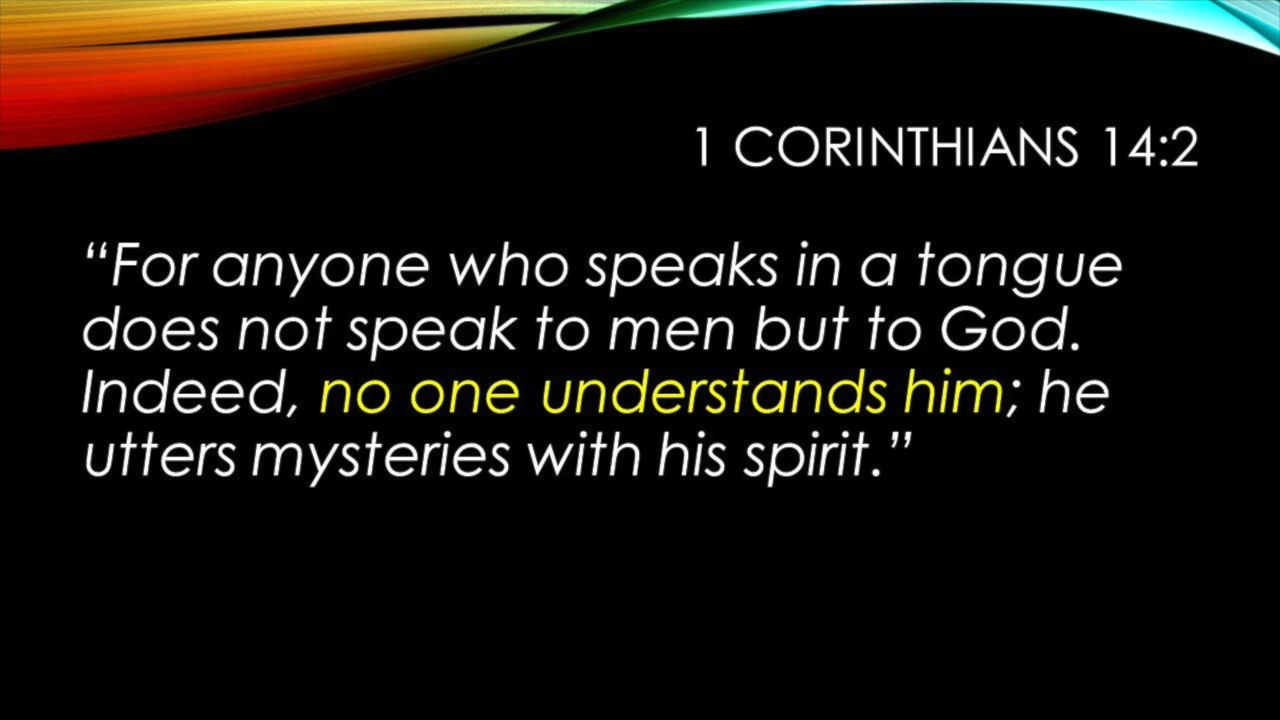 1 CORINTHIANS 14:2
“For anyone who speaks in a tongue
does not speak to men but to God.
Indeed, no one understands him; he
utters mysteries with his spirit.”